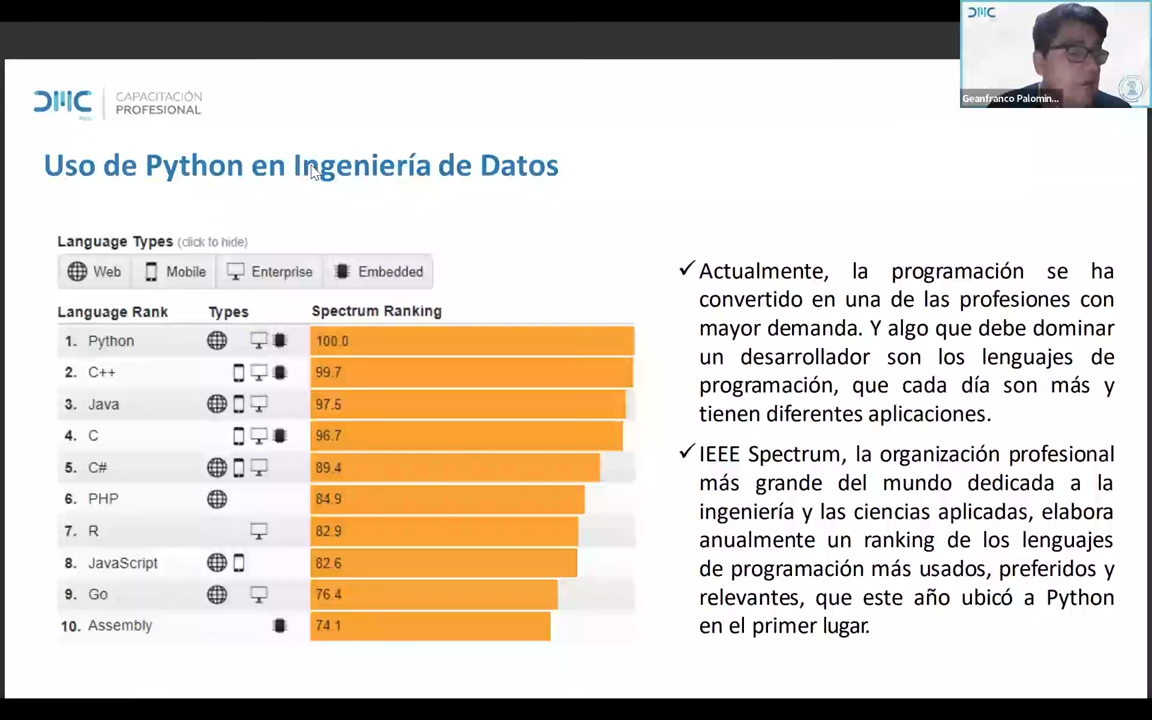 DMC
Geanfranco Palomin...
DMC
CAPACITACIÓN
PROFESIONAL
Uso de Python en Ingeniería de Datos
Language Types (click to hide)
Web Mobile Enterprise Embedded
Language Rank Types Spectrum Ranking
1. Python 100.0
2. C++ 99.7
3. Java 97.5
4. C 96.7
5. C# 89.4
6. PHP 84.9
7. R 82.9
8. JavaScript 82.6
9. Go 76.4
10. Assembly 74.1
✓Actualmente, la programación se ha
convertido en una de las profesiones con
mayor demanda. Y algo que debe dominar
un desarrollador son los lenguajes de
programación, que cada día son más y
tienen diferentes aplicaciones.
✓IEEE Spectrum, la organización profesional
más grande del mundo dedicada a la
ingeniería y las ciencias aplicadas, elabora
anualmente un ranking de los lenguajes
de programación más usados, preferidos y
relevantes, que este año ubicó a Python
en el primer lugar.